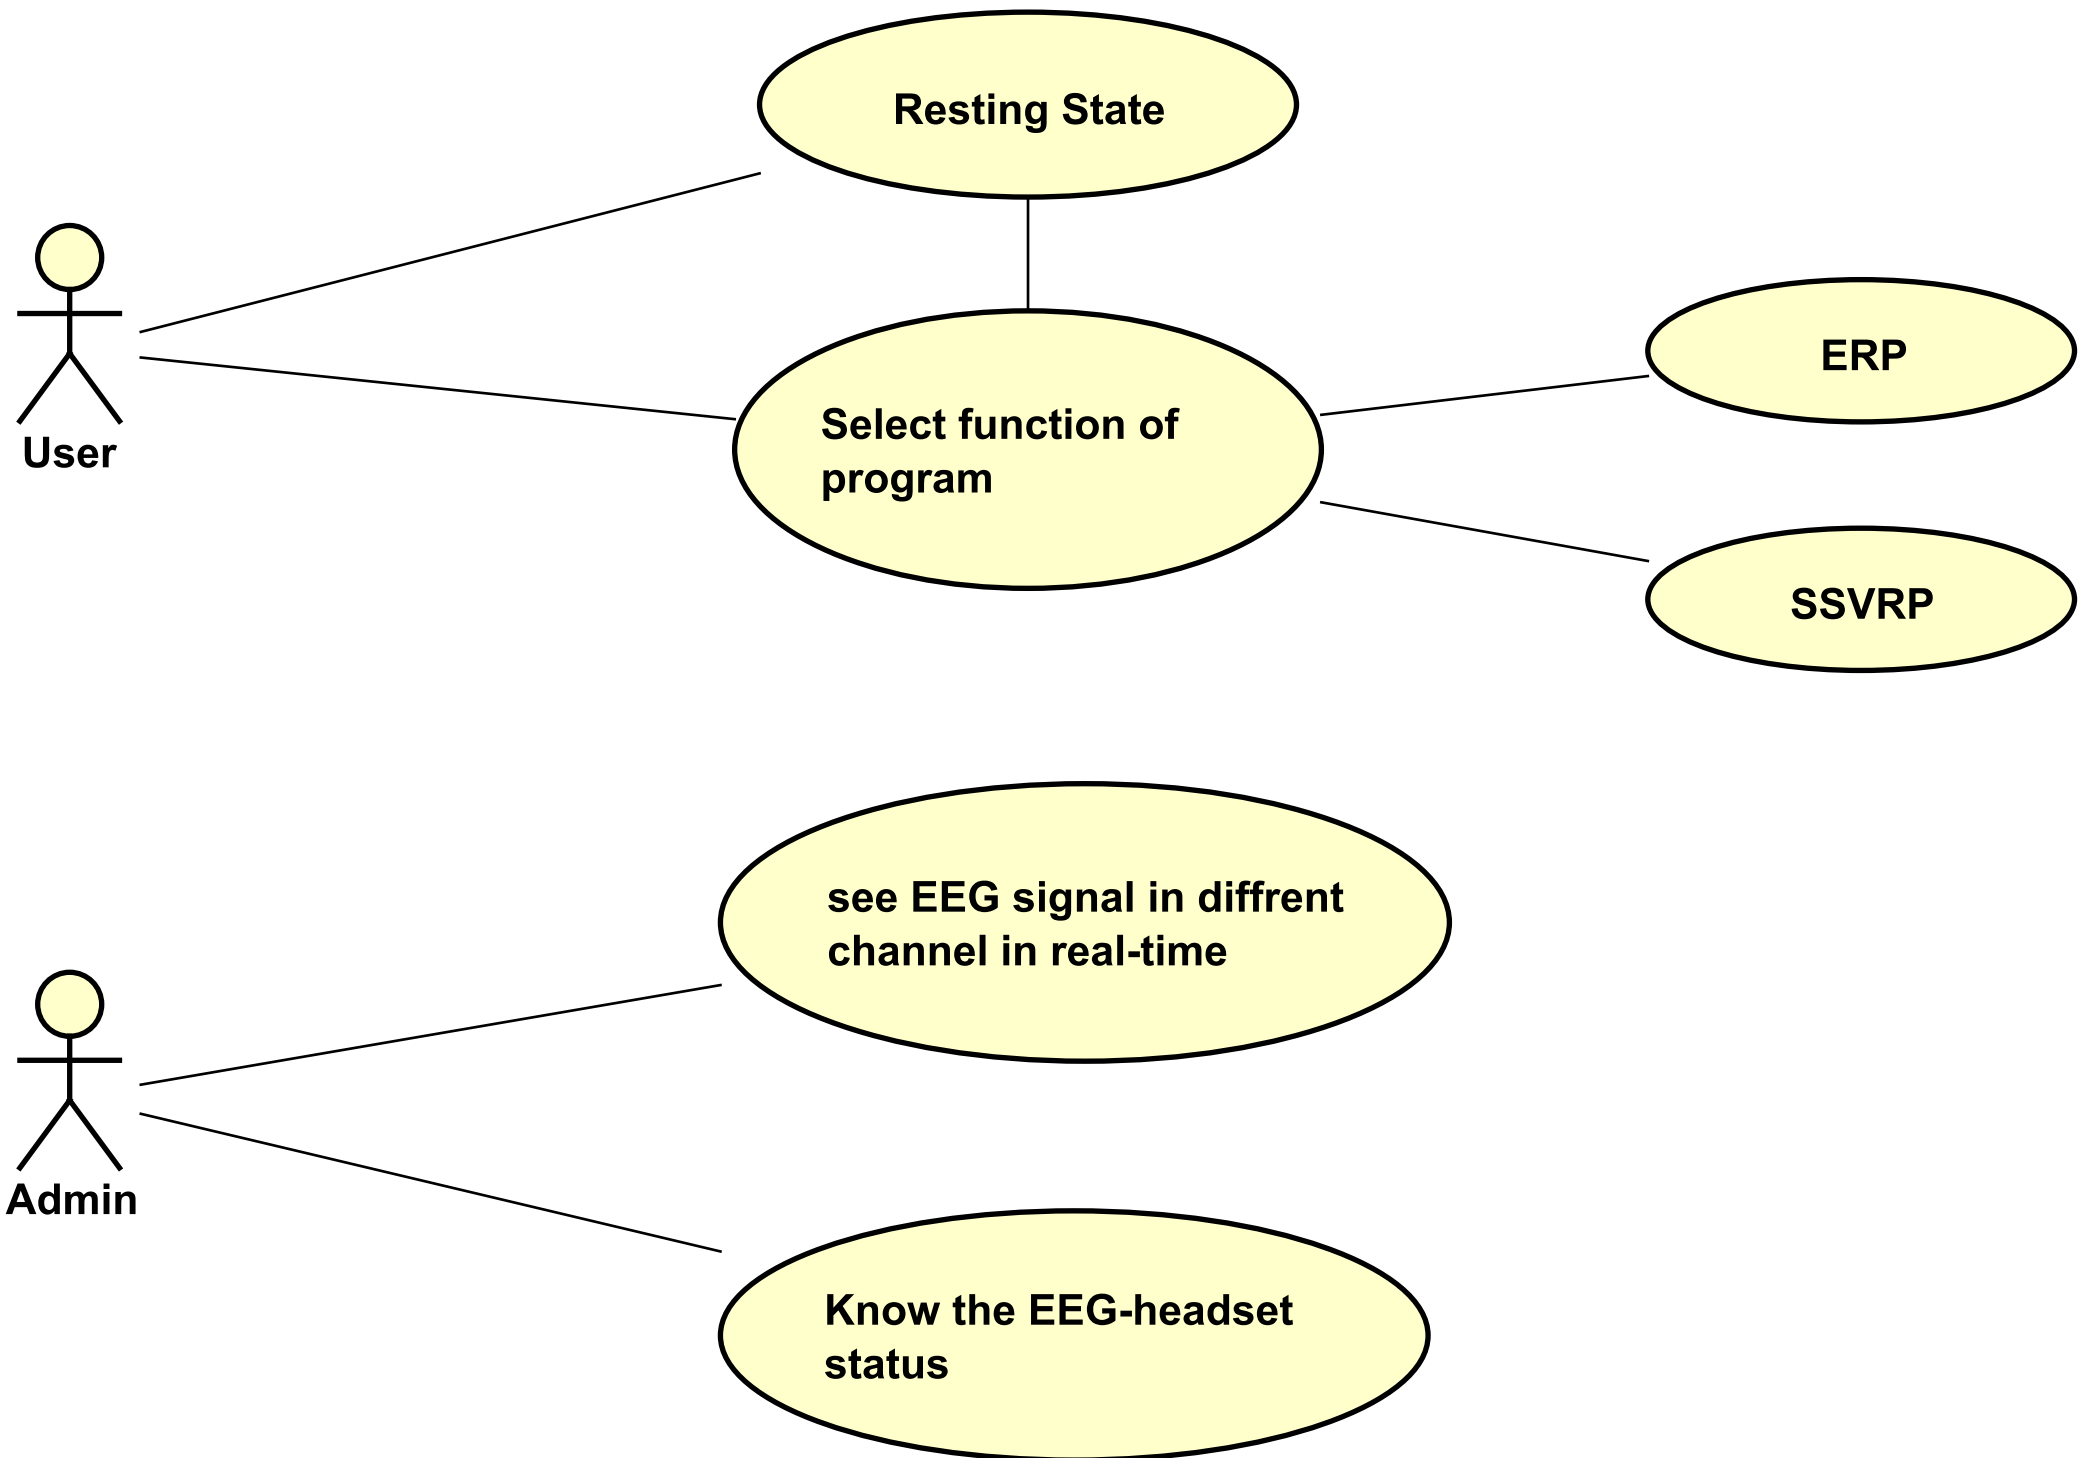 Resting State
User
Select function of
program
ERP
SSVRP
see EEG signal in diffrent
channel in real-time
Admin
Know the EEG-headset
status